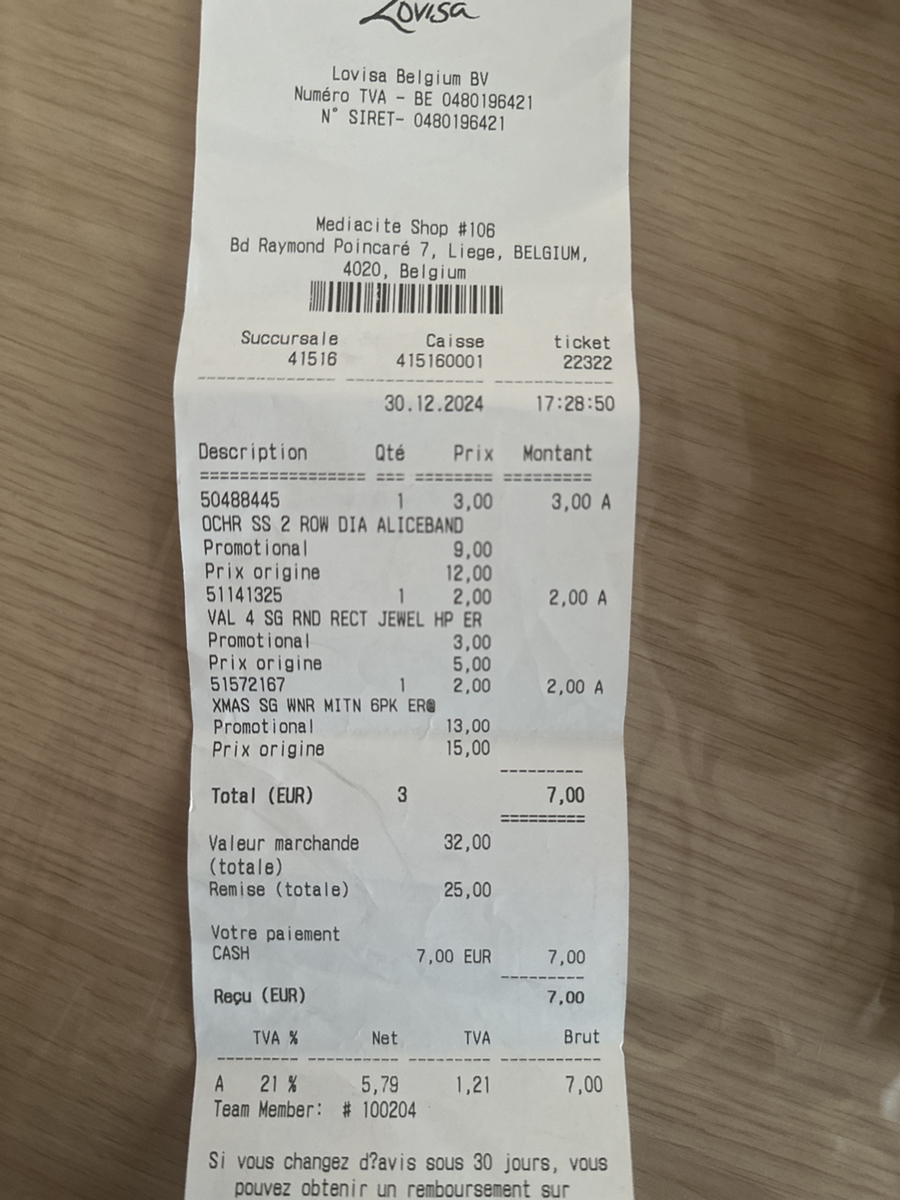 Lovisa
Lovisa Belgium BV
Numéro TVA - BE 0480196421
N° SIRET- 0480196421
Mediacite Shop #106
Bd Raymond Poincaré 7, Liege, BELGIUM,
4020, Belgium
Succursale Caisse ticket
41516 415160001 22322
30.12.2024 17:28:50
Description Qté Prix Montant
50488445 1 3,00 3,00 A
OCHR SS 2 ROW DIA ALICEBAND
Promotional 9,00
Prix origine 12,00
51141325 1 2,00 2,00 A
VAL 4 SG RND RECT JEWEL HP ER
Promotional 3,00
Prix origine 5,00
51572167 1 2,00 2,00 A
XMAS SG WNR MITN 6PK ER@
Promotional 13,00
Prix origine 15,00
Total (EUR) 3 7,00
Valeur marchande 32,00
(totale)
Remise (totale) 25,00
Votre paiement
CASH 7,00 EUR 7,00
Reçu (EUR) 7,00
TVA % Net TVA Brut
A 21 % 5,79 1,21 7,00
Team Member: # 100204
Si vous changez d?avis sous 30 jours, vous
pouvez obtenir un remboursement sur